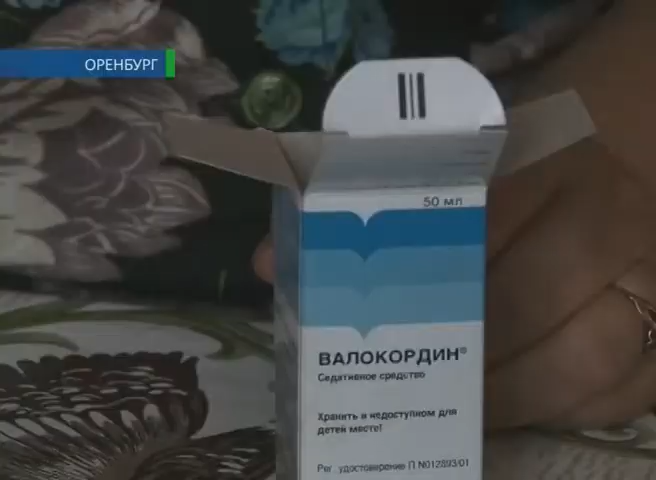 ОРЕНБУРГ
50 мл
ВАЛОКОРДИН®
Седативное средство
Хранить в недоступном для
детей месте!
Рег. удостоверение П N012893/01